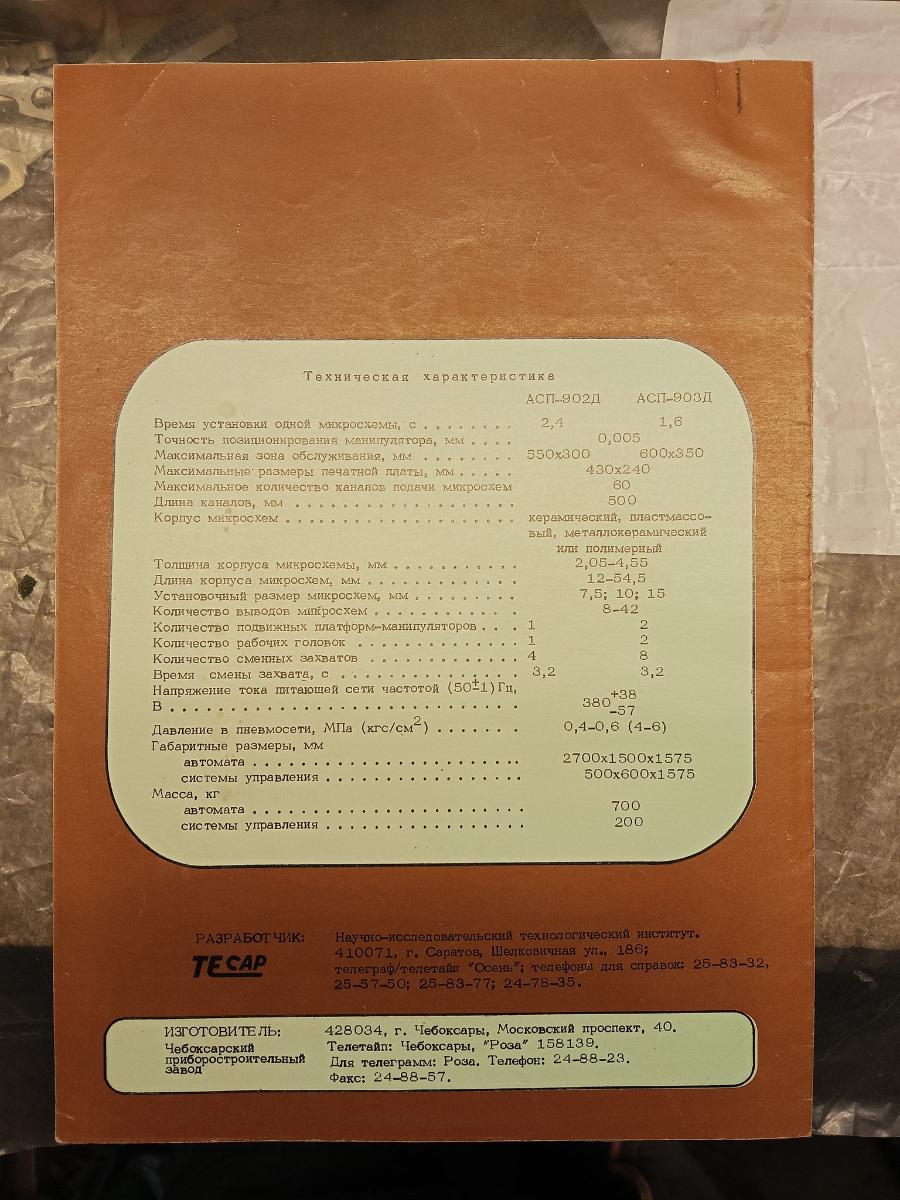 Техническая характеристика
АСП-902Д АСП-903Д
Время установки одной микросхемы, с . . . . . . . . 2,4 1,6
Точность позиционирования манипулятора, мм . . . . 0,005
Максимальная зона обслуживания, мм . . . . . . . . 550х300 600х350
Максимальные размеры печатной платы, мм . . . . . 430х240
Максимальное количество каналов подачи микросхем 60
Длина каналов, мм . . . . . . . . . . . . . . . . . . . . 500
Корпус микросхем . . . . . . . . . . . . . . . . . . . . . керамический, пластмассо-
вый, металлокерамический
или полимерный
Толщина корпуса микросхемы, мм . . . . . . . . . . . 2,05-4,55
Длина корпуса микросхем, мм . . . . . . . . . . . . . 12-54,5
Установочный размер микросхем, мм . . . . . . . . . 7,5; 10; 15
Количество выводов микросхем . . . . . . . . . . . . 8-42
Количество подвижных платформ-манипуляторов . . . 1 2
Количество рабочих головок . . . . . . . . . . . . . . 1 2
Количество сменных захватов . . . . . . . . . . . . . 4 8
Время смены захвата, с . . . . . . . . . . . . . . . . 3,2 3,2
Напряжение тока питающей сети частотой (50±1)Гц,
В . . . . . . . . . . . . . . . . . . . . . . . . . . . . . . 380 +38 -57
Давление в пневмосети, МПа (кгс/см²) . . . . . . . 0,4-0,6 (4-6)
Габаритные размеры, мм
автомата . . . . . . . . . . . . . . . . . . . . . . . 2700х1500х1575
системы управления . . . . . . . . . . . . . . . . . 500х600х1575
Масса, кг
автомата . . . . . . . . . . . . . . . . . . . . . . . 700
системы управления . . . . . . . . . . . . . . . . . 200
РАЗРАБОТЧИК: Научно-исследовательский технологический институт.
410071, г. Саратов, Шелковичная ул., 186;
ТЕСАР телеграф/телетайп "Осень"; телефоны для справок: 25-83-32,
25-57-50; 25-83-77; 24-78-35.
ИЗГОТОВИТЕЛЬ: 428034, г. Чебоксары, Московский проспект, 40.
Чебоксарский Телетайп: Чебоксары, "Роза" 158139.
приборостроительный Для телеграмм: Роза. Телефон: 24-88-23.
завод Факс: 24-88-57.